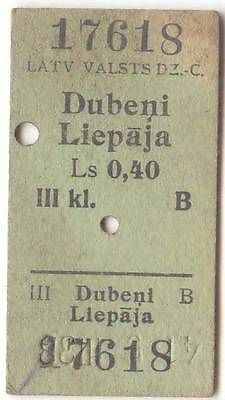 17618
LATV VALSTS DZ.-C.
Dubeņi
Liepāja
Ls 0,40
III kl. B
III Dubeņi B
Liepāja
17618